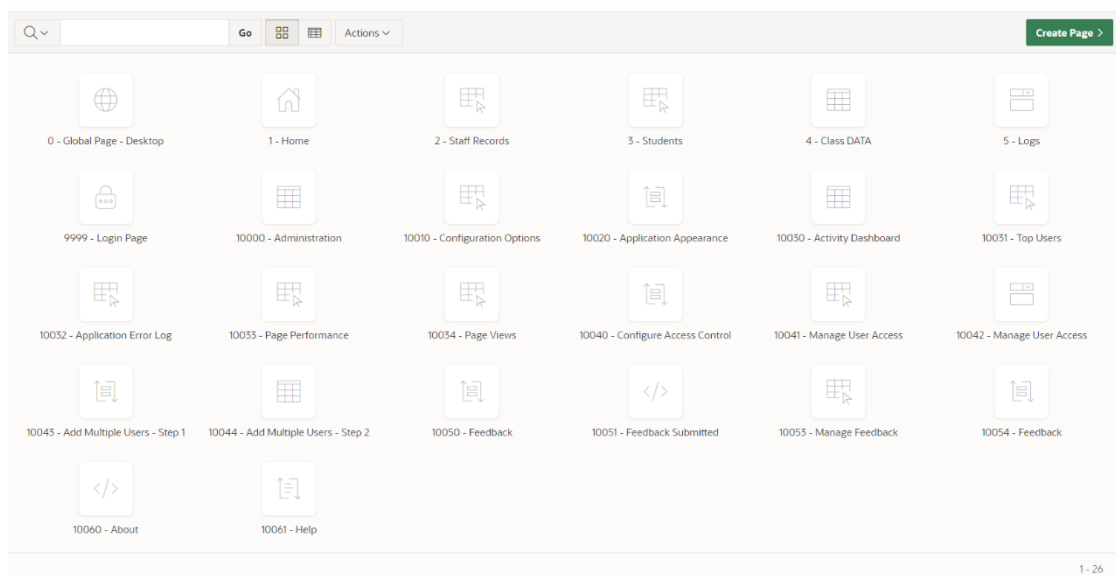 Go
Actions
Create Page
0 - Global Page - Desktop
1 - Home
2 - Staff Records
3 - Students
4 - Class DATA
5 - Logs
9999 - Login Page
10000 - Administration
10010 - Configuration Options
10020 - Application Appearance
10030 - Activity Dashboard
10031 - Top Users
10032 - Application Error Log
10033 - Page Performance
10034 - Page Views
10040 - Configure Access Control
10041 - Manage User Access
10042 - Manage User Access
10043 - Add Multiple Users - Step 1
10044 - Add Multiple Users - Step 2
10050 - Feedback
10051 - Feedback Submitted
10053 - Manage Feedback
10054 - Feedback
10060 - About
10061 - Help
1 - 26